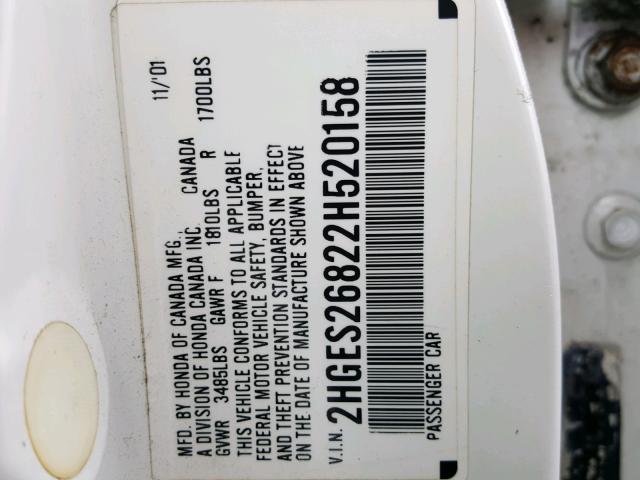 MFD. BY HONDA OF CANADA MFG., 11/'01
A DIVISION OF HONDA CANADA INC. CANADA
GVWR 3485LBS GAWR F 1800LBS R 1700LBS
THIS VEHICLE CONFORMS TO ALL APPLICABLE
FEDERAL MOTOR VEHICLE SAFETY, BUMPER,
AND THEFT PREVENTION STANDARDS IN EFFECT
ON THE DATE OF MANUFACTURE SHOWN ABOVE
V.I.N. 2HGES26822H520158
PASSENGER CAR